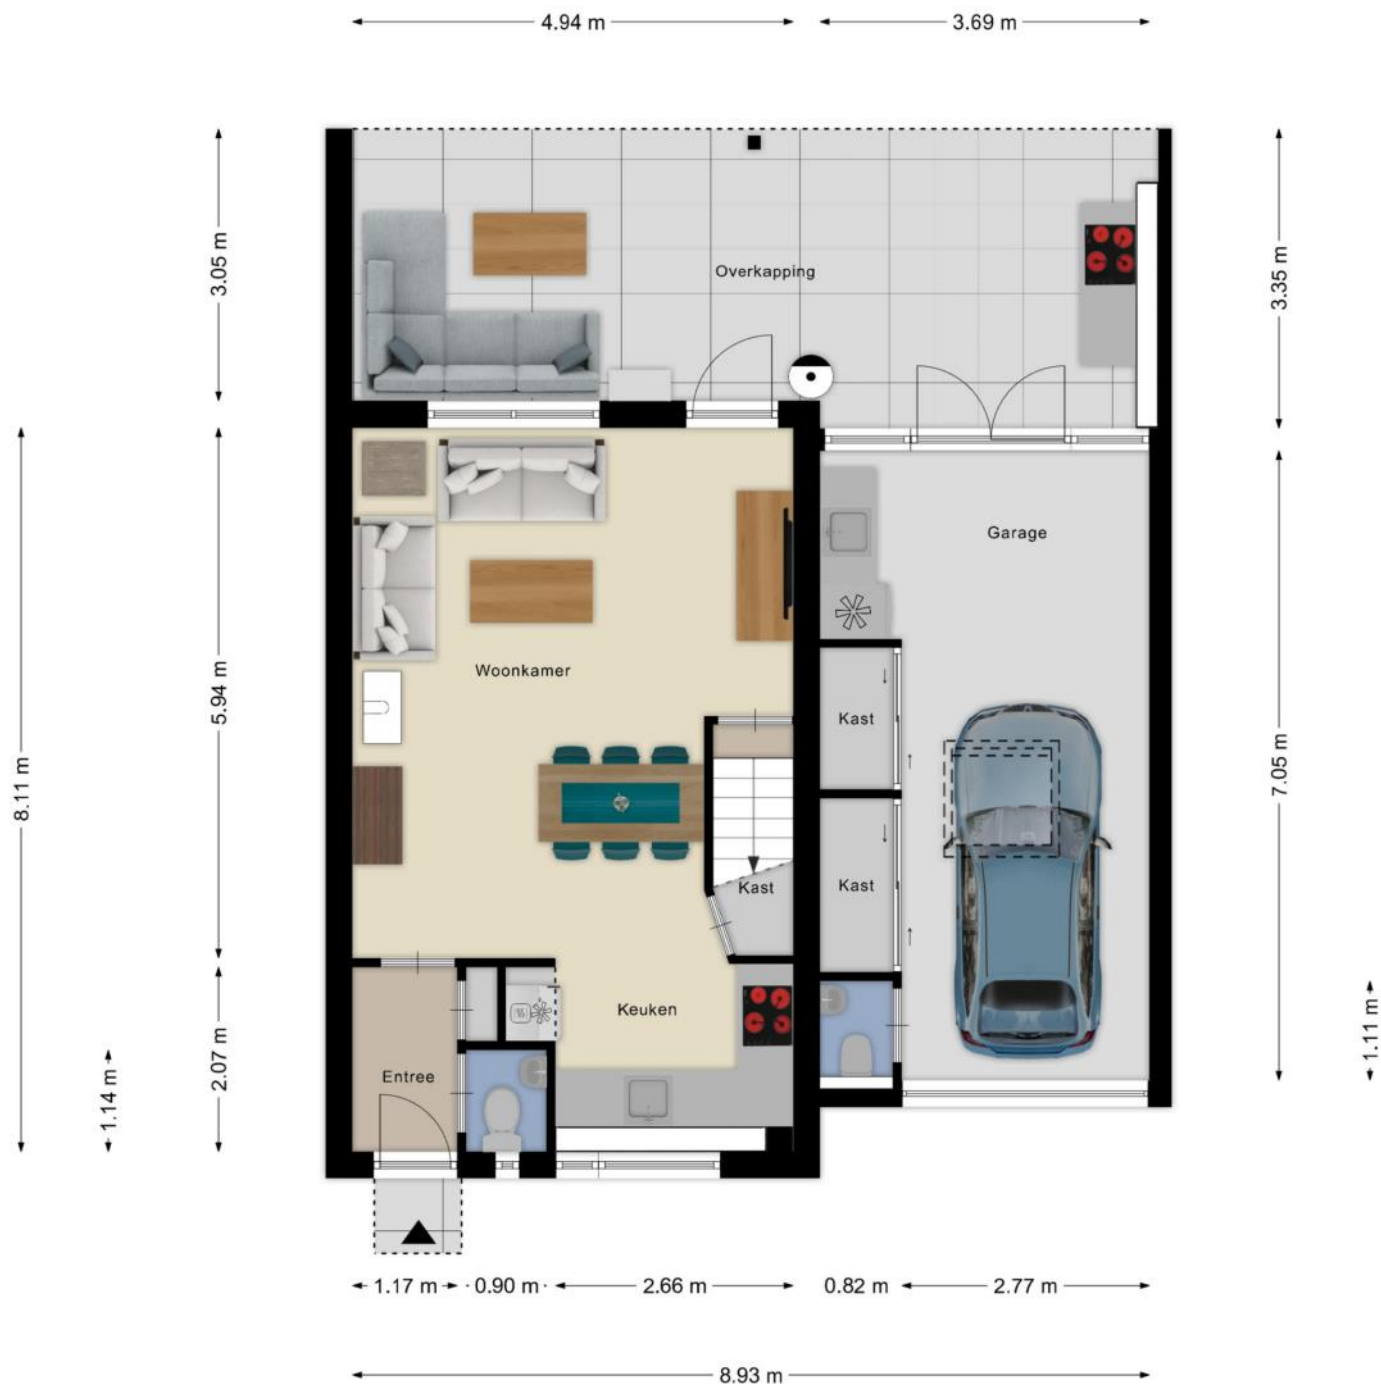 4.94 m
3.69 m
3.05 m
3.35 m
Overkapping
Garage
Woonkamer
5.94 m
Kast
7.05 m
8.11 m
Kast
Kast
Keuken
1.11 m
2.07 m
Entree
1.14 m
1.17 m
0.90 m
2.66 m
0.82 m
2.77 m
8.93 m